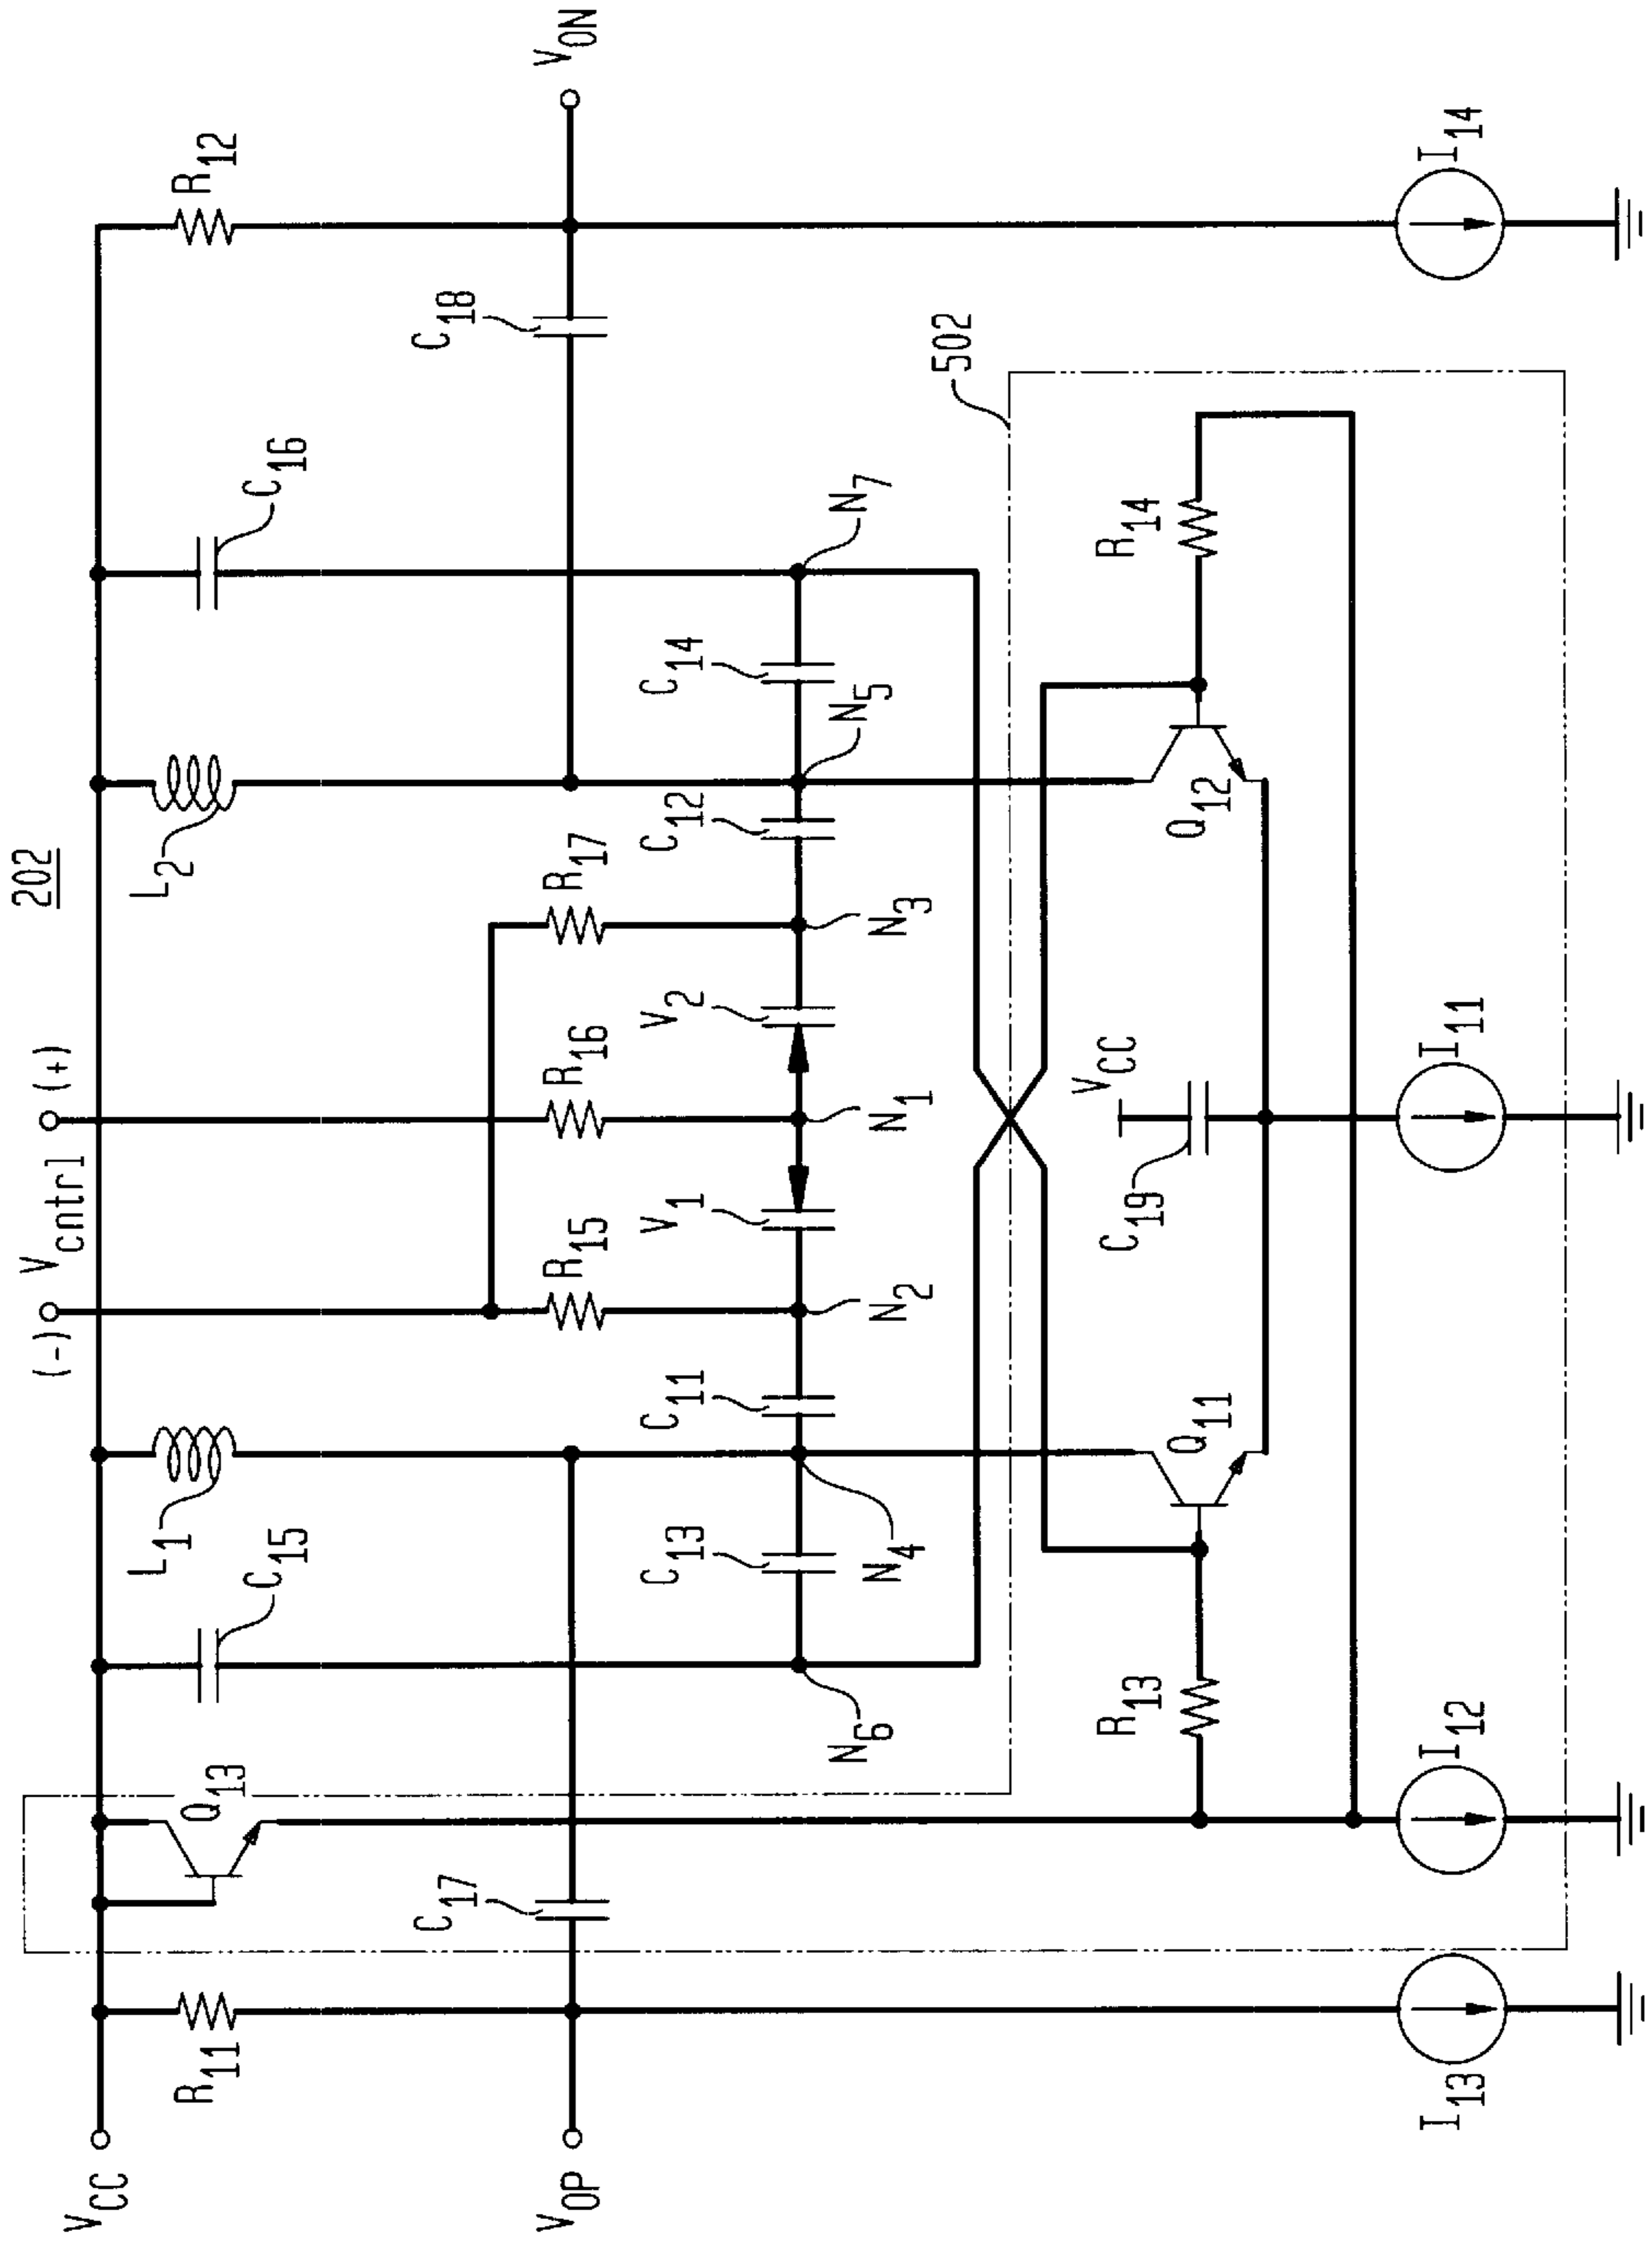 202
(-) V_cntrl (+)
V_CC
R_11
Q_13
C_15
L_1
L_2
C_16
R_12
R_15
R_16
R_17
V_OP
C_17
C_18
V_ON
C_13
C_11
V_1
V_2
C_12
C_14
N_6
N_4
N_2
N_1
N_3
N_5
N_7
502
R_13
Q_11
C_19
V_CC
Q_12
R_14
I_13
I_12
I_11
I_14